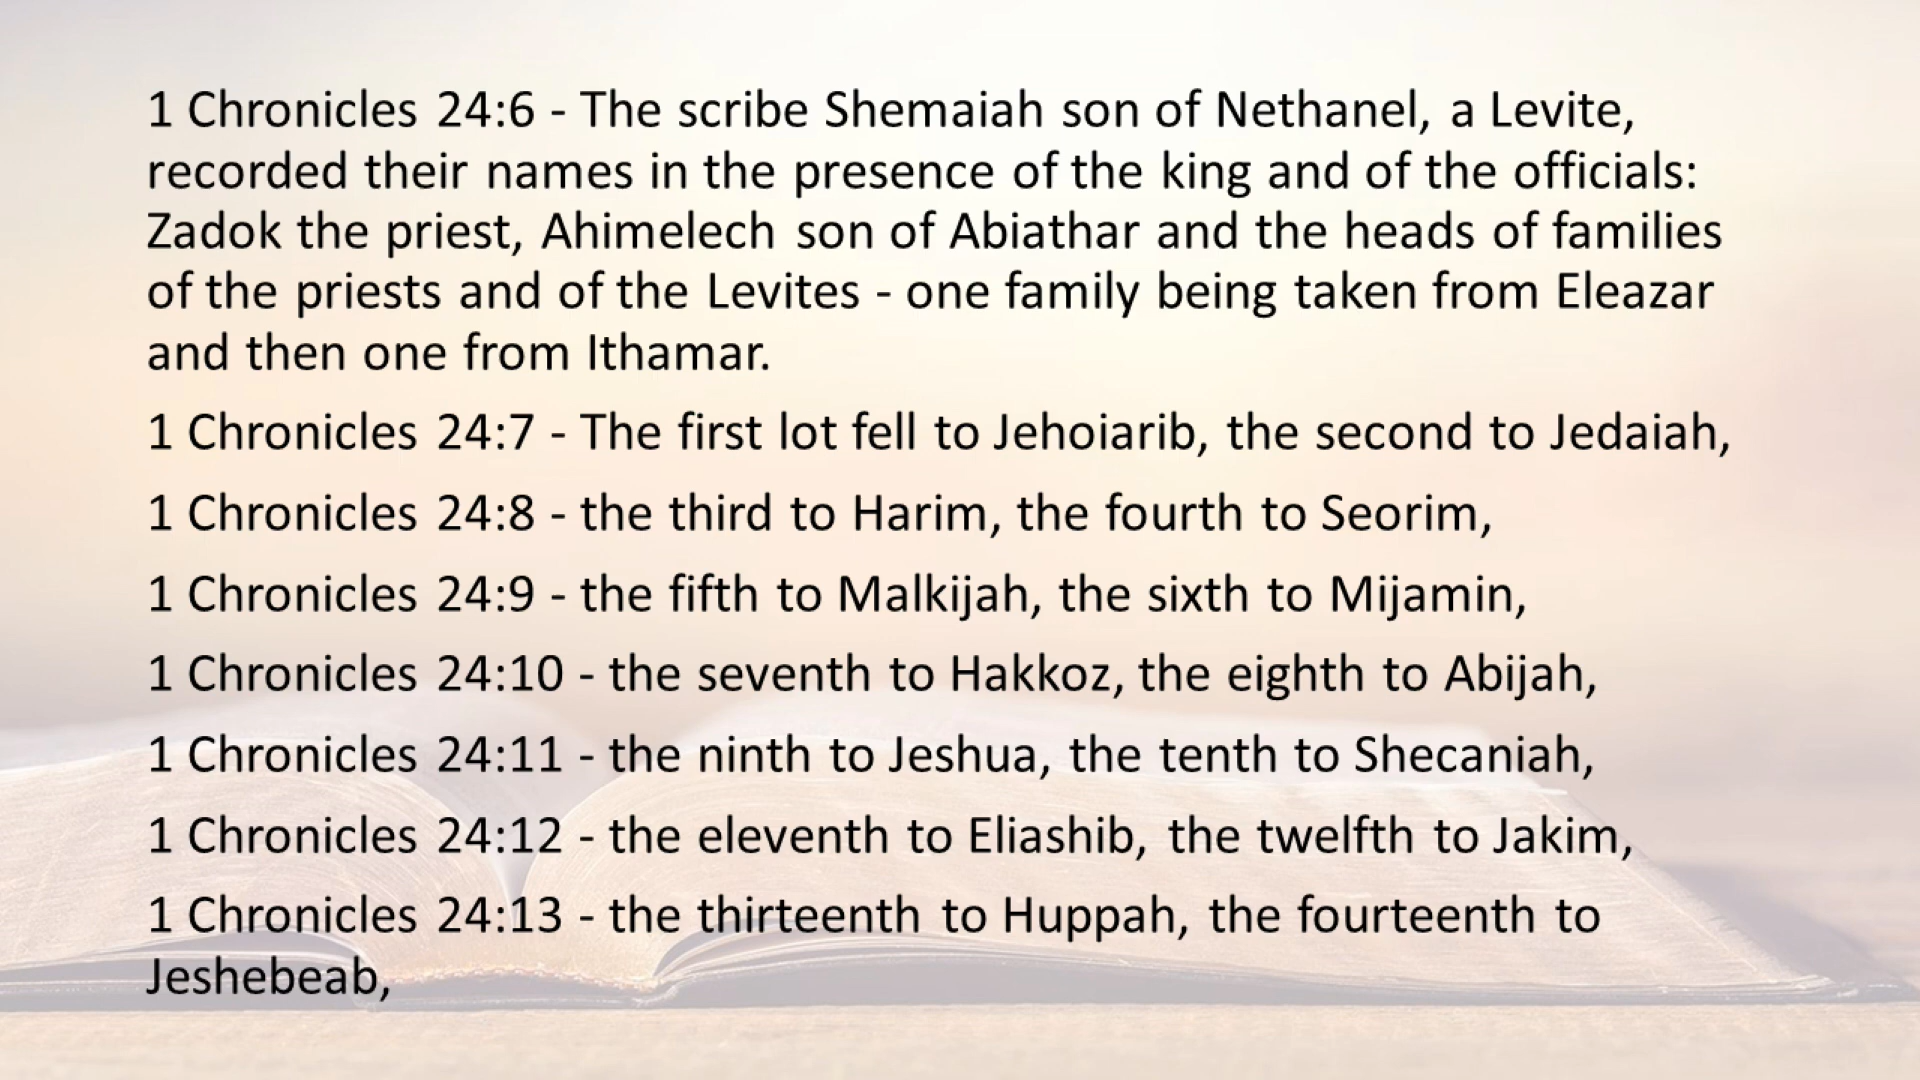 1 Chronicles 24:6 - The scribe Shemaiah son of Nethanel, a Levite,
recorded their names in the presence of the king and of the officials:
Zadok the priest, Ahimelech son of Abiathar and the heads of families
of the priests and of the Levites - one family being taken from Eleazar
and then one from Ithamar.
1 Chronicles 24:7 - The first lot fell to Jehoiarib, the second to Jedaiah,
1 Chronicles 24:8 - the third to Harim, the fourth to Seorim,
1 Chronicles 24:9 - the fifth to Malkijah, the sixth to Mijamin,
1 Chronicles 24:10 - the seventh to Hakkoz, the eighth to Abijah,
1 Chronicles 24:11 - the ninth to Jeshua, the tenth to Shecaniah,
1 Chronicles 24:12 - the eleventh to Eliashib, the twelfth to Jakim,
1 Chronicles 24:13 - the thirteenth to Huppah, the fourteenth to
Jeshebeab,